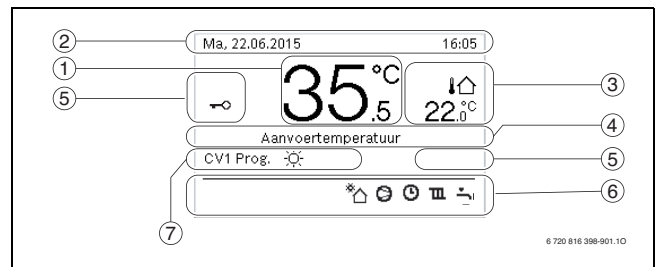 ② Ma, 22.06.2015 16:05
① 35.5 °C
③ 22.0 °C
⑤
④ Aanvoertemperatuur
⑦ CV1 Prog.
⑤
⑥
6 720 816 398-901.1O